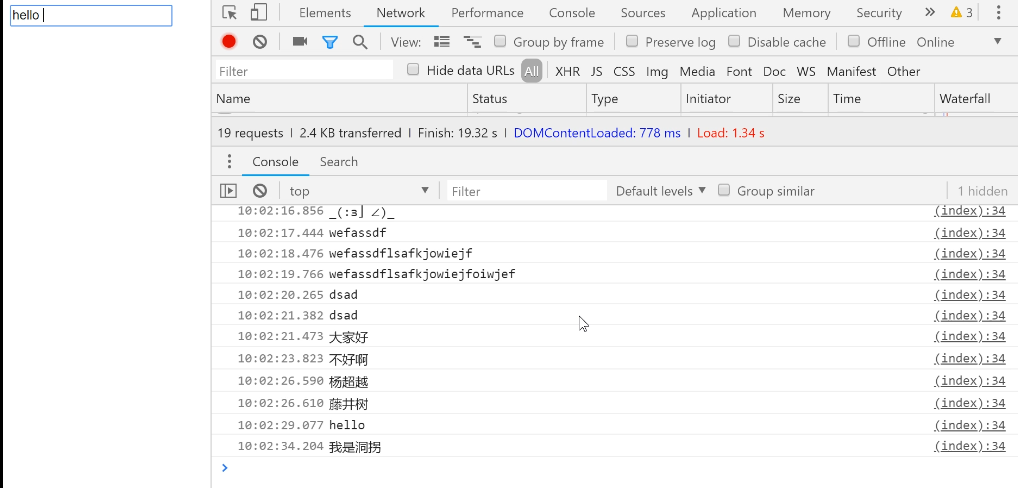 hello
Elements Network Performance Console Sources Application Memory Security » 3
View: Group by frame Preserve log Disable cache Offline Online
Filter Hide data URLs All XHR JS CSS Img Media Font Doc WS Manifest Other
Name Status Type Initiator Size Time Waterfall
19 requests | 2.4 KB transferred | Finish: 19.32 s | DOMContentLoaded: 778 ms | Load: 1.34 s
Console Search
top Filter Default levels Group similar 1 hidden
10:02:16.856 _(:з」∠)_ (index):34
10:02:17.444 wefassdf (index):34
10:02:18.476 wefassdflsafkjowiejf (index):34
10:02:19.766 wefassdflsafkjowiejfoiwjef (index):34
10:02:20.265 dsad (index):34
10:02:21.382 dsad (index):34
10:02:21.473 大家好 (index):34
10:02:23.823 不好啊 (index):34
10:02:26.590 杨超越 (index):34
10:02:26.610 藤井树 (index):34
10:02:29.077 hello (index):34
10:02:34.204 我是洞拐 (index):34